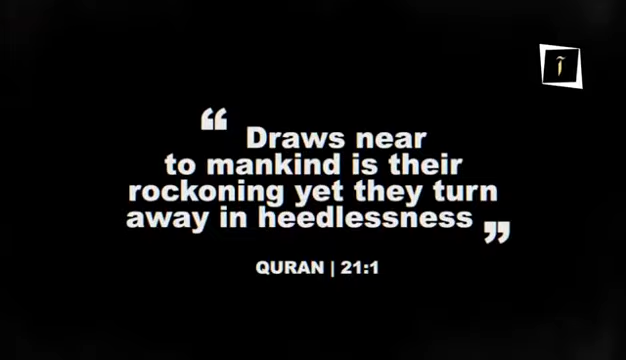 “ Draws near
to mankind is their
rockoning yet they turn
away in heedlessness ”
QURAN | 21:1